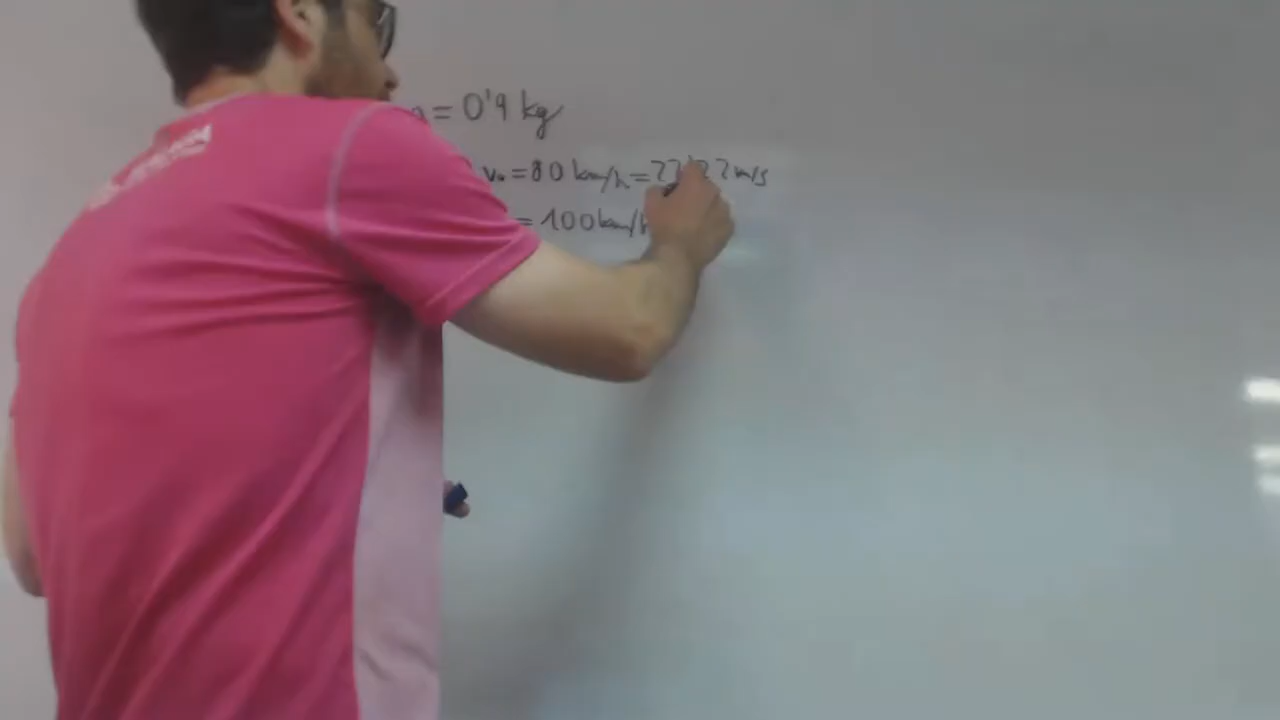 = 0'9 kg
v₀ = 80 km/h = 22'22 m/s
= 100 km/h